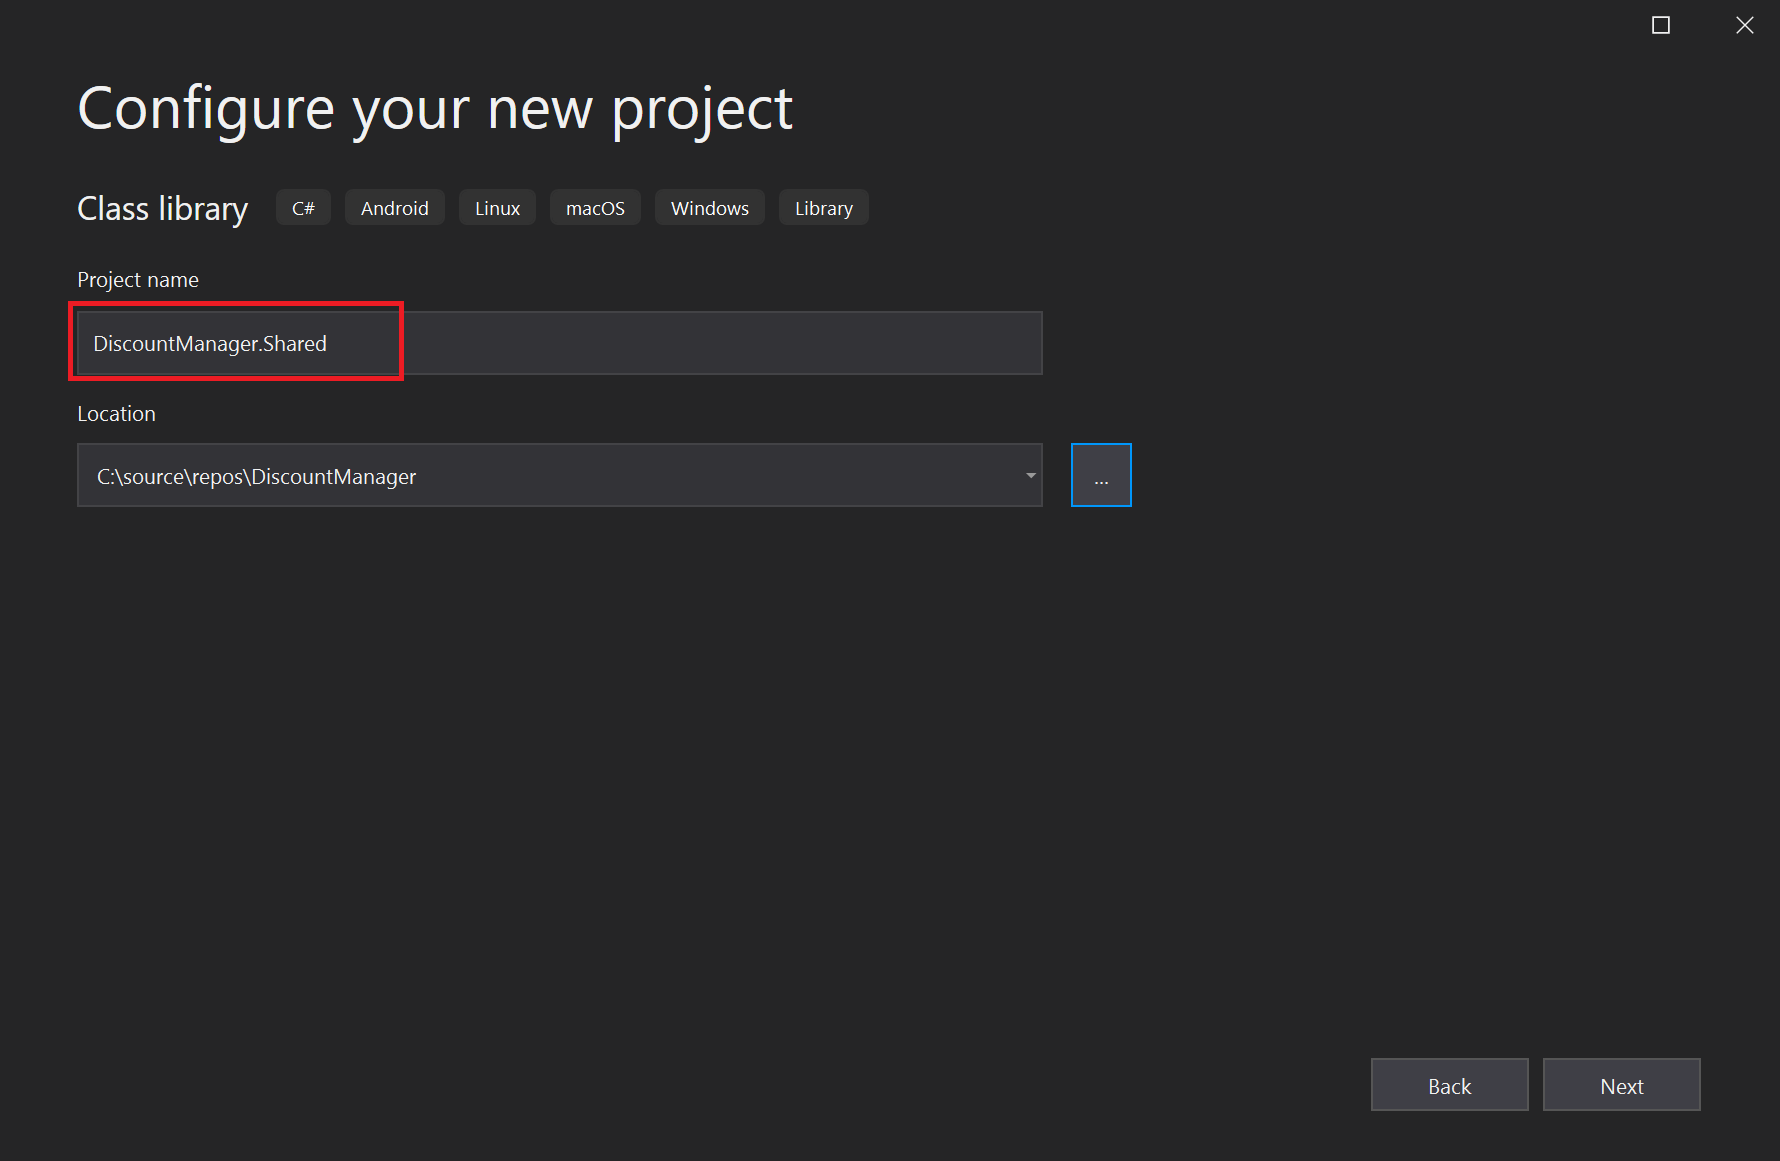 Configure your new project
Class library C# Android Linux macOS Windows Library
Project name
DiscountManager.Shared
Location
C:\source\repos\DiscountManager ...
Back Next